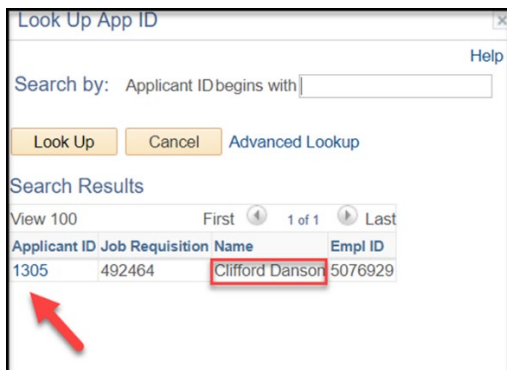 Look Up App ID
Help
Search by: Applicant ID begins with
Look Up Cancel Advanced Lookup
Search Results
View 100 First 1 of 1 Last
Applicant ID Job Requisition Name Empl ID
1305 492464 Clifford Danson 5076929